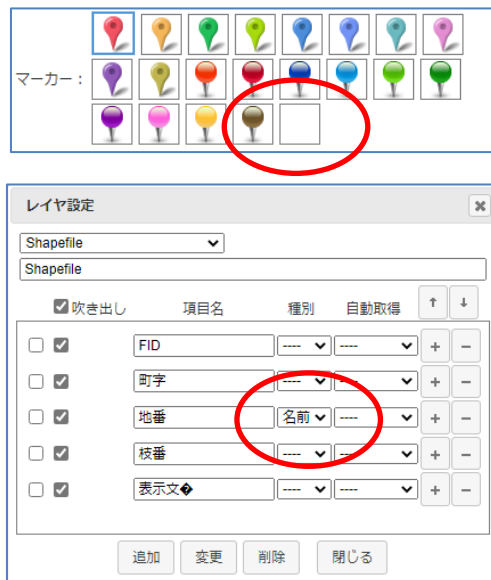 マーカー：
レイヤ設定
Shapefile
Shapefile
吹き出し 項目名 種別 自動取得 ↑ ↓
FID ---- ---- + −
町字 ---- ---- + −
地番 名前 ---- + −
枝番 ---- ---- + −
表示文� ---- ---- + −
追加 変更 削除 閉じる